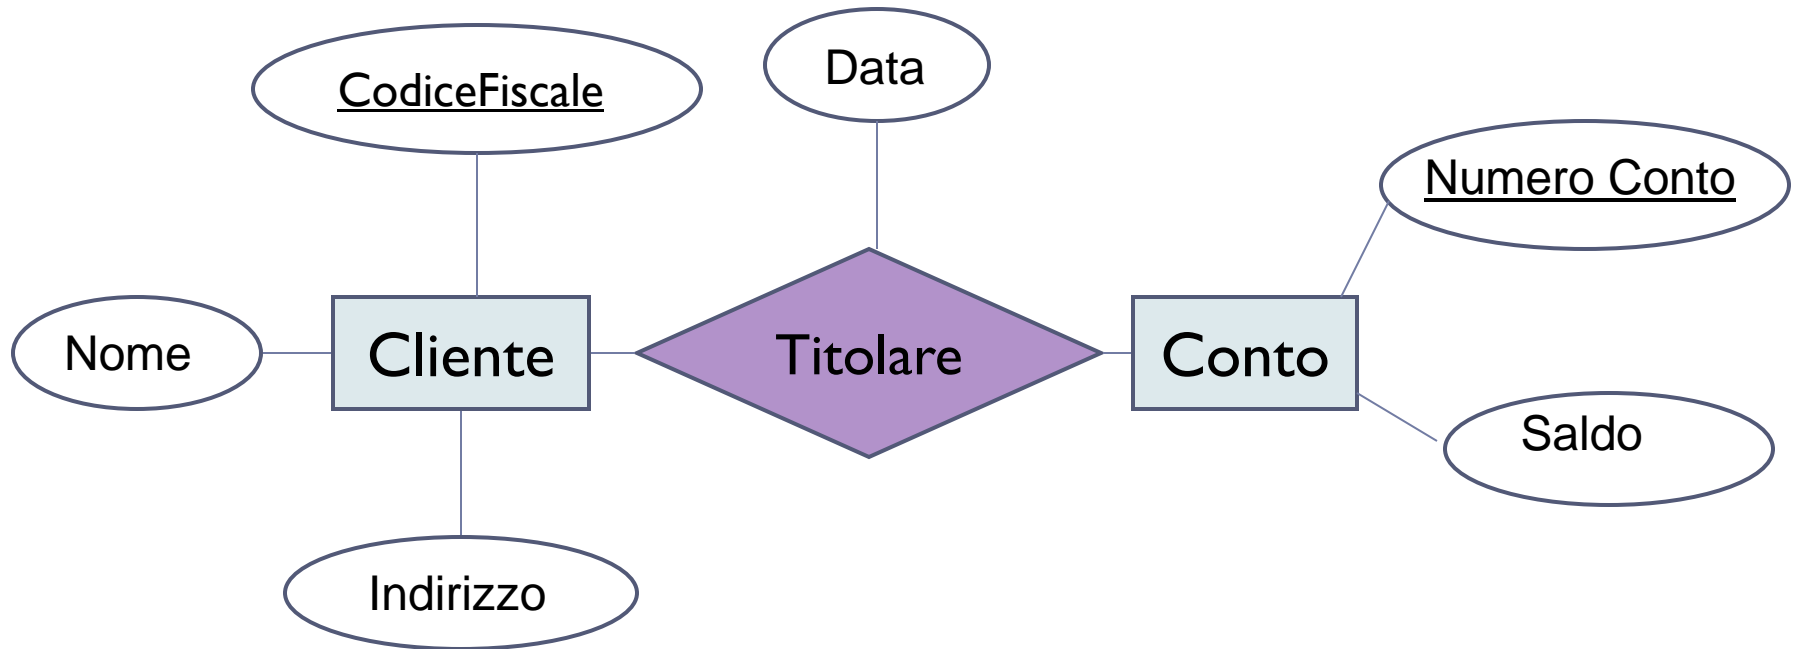 Data
CodiceFiscale
Numero Conto
Nome
Cliente
Titolare
Conto
Saldo
Indirizzo